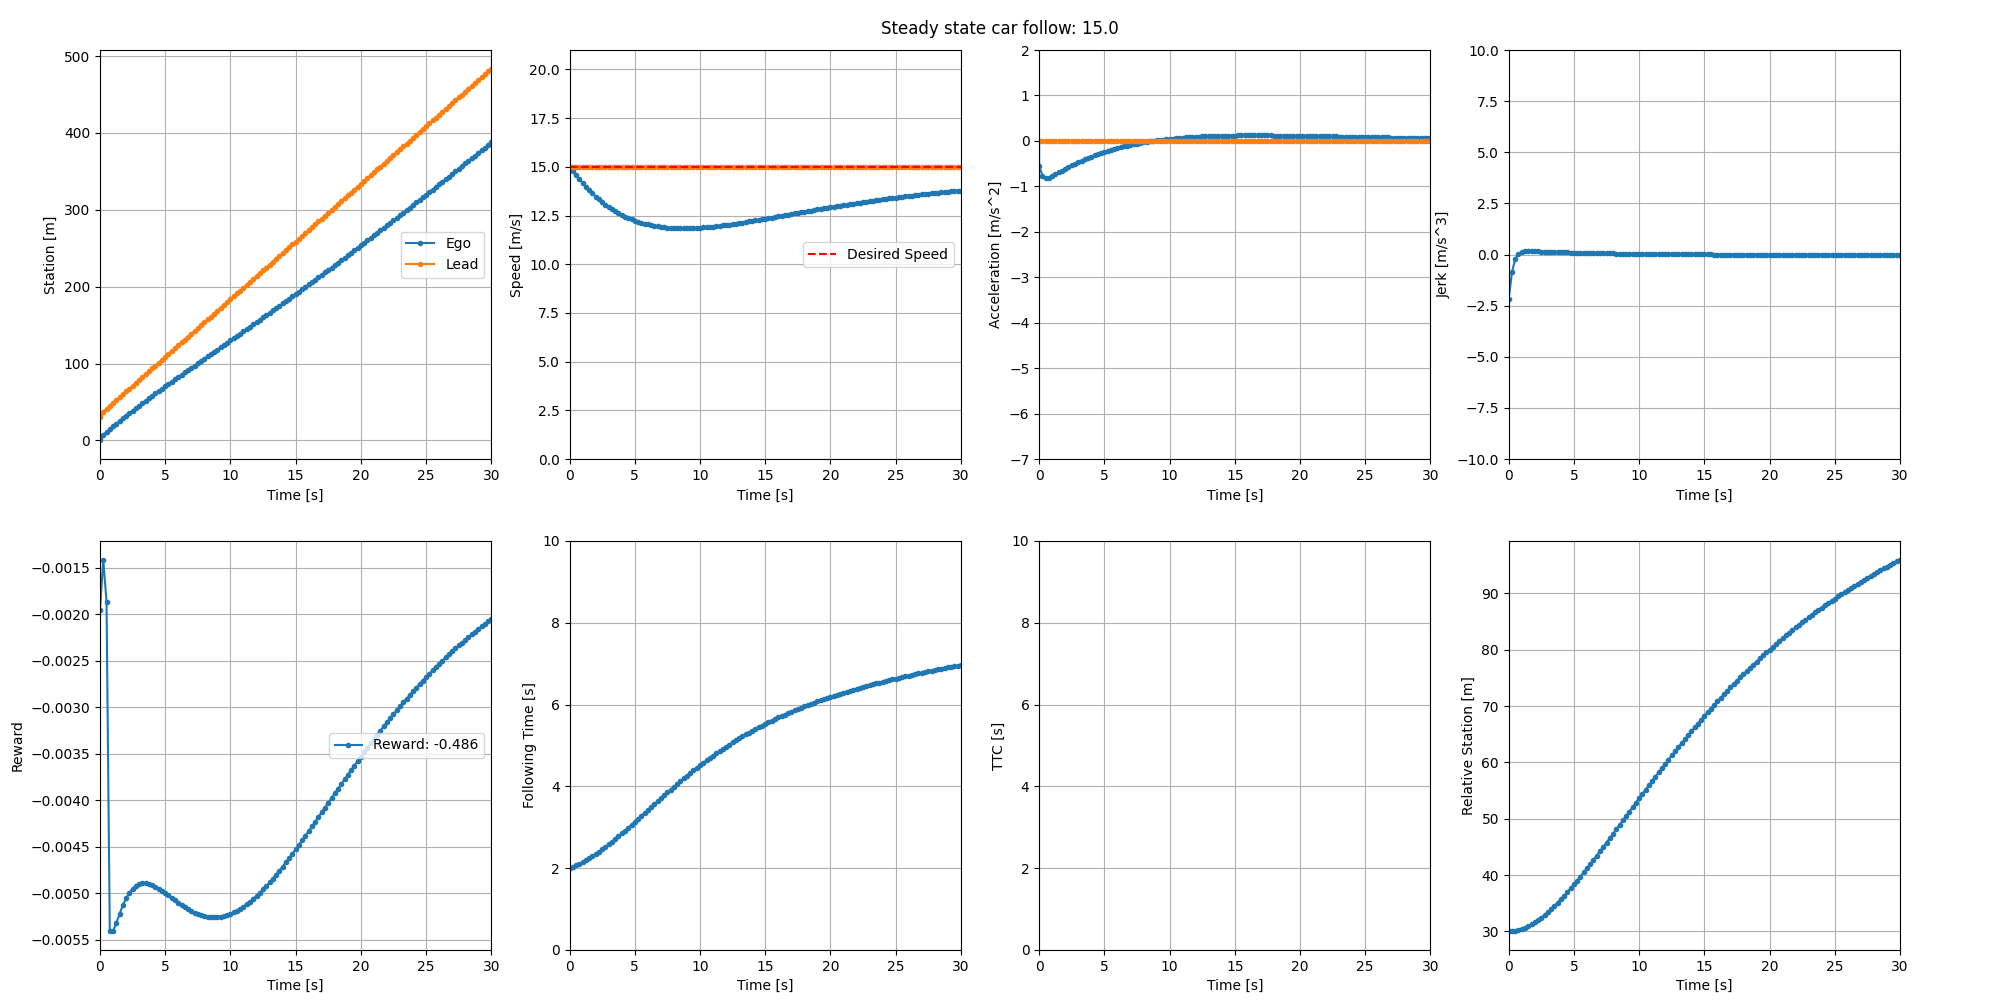 Steady state car follow: 15.0
Station [m]
500
400
300
200
100
0
Ego
Lead
0 5 10 15 20 25 30
Time [s]
Speed [m/s]
20.0
17.5
15.0
12.5
10.0
7.5
5.0
2.5
0.0
Desired Speed
0 5 10 15 20 25 30
Time [s]
Acceleration [m/s^2]
2
1
0
−1
−2
−3
−4
−5
−6
−7
0 5 10 15 20 25 30
Time [s]
Jerk [m/s^3]
10.0
7.5
5.0
2.5
0.0
−2.5
−5.0
−7.5
−10.0
0 5 10 15 20 25 30
Time [s]
Reward
−0.0015
−0.0020
−0.0025
−0.0030
−0.0035
−0.0040
−0.0045
−0.0050
−0.0055
Reward: -0.486
0 5 10 15 20 25 30
Time [s]
Following Time [s]
10
8
6
4
2
0
0 5 10 15 20 25 30
Time [s]
TTC [s]
10
8
6
4
2
0
0 5 10 15 20 25 30
Time [s]
Relative Station [m]
90
80
70
60
50
40
30
0 5 10 15 20 25 30
Time [s]